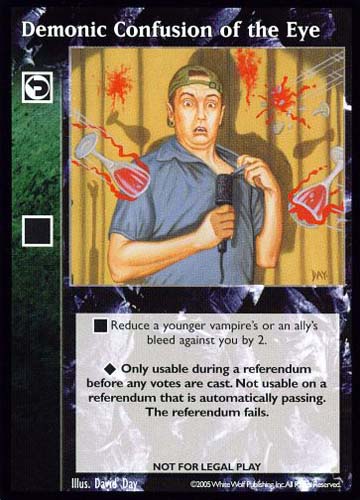 Demonic Confusion of the Eye
DAY
Reduce a younger vampire's or an ally's
bleed against you by 2.
Only usable during a referendum
before any votes are cast. Not usable on a
referendum that is automatically passing.
The referendum fails.
NOT FOR LEGAL PLAY
Illus. David Day
©2005 White Wolf Publishing, Inc. All Rights Reserved.